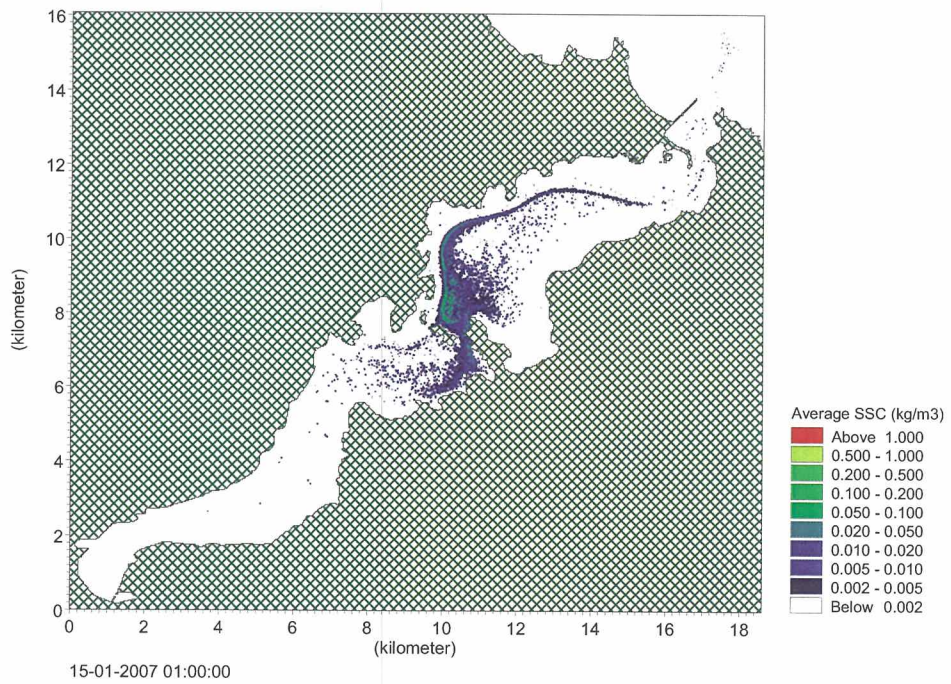 16
14
12
10
8
6
4
2
0
(kilometer)
0 2 4 6 8 10 12 14 16 18
(kilometer)
15-01-2007 01:00:00
Average SSC (kg/m3)
Above 1.000
0.500 - 1.000
0.200 - 0.500
0.100 - 0.200
0.050 - 0.100
0.020 - 0.050
0.010 - 0.020
0.005 - 0.010
0.002 - 0.005
Below 0.002